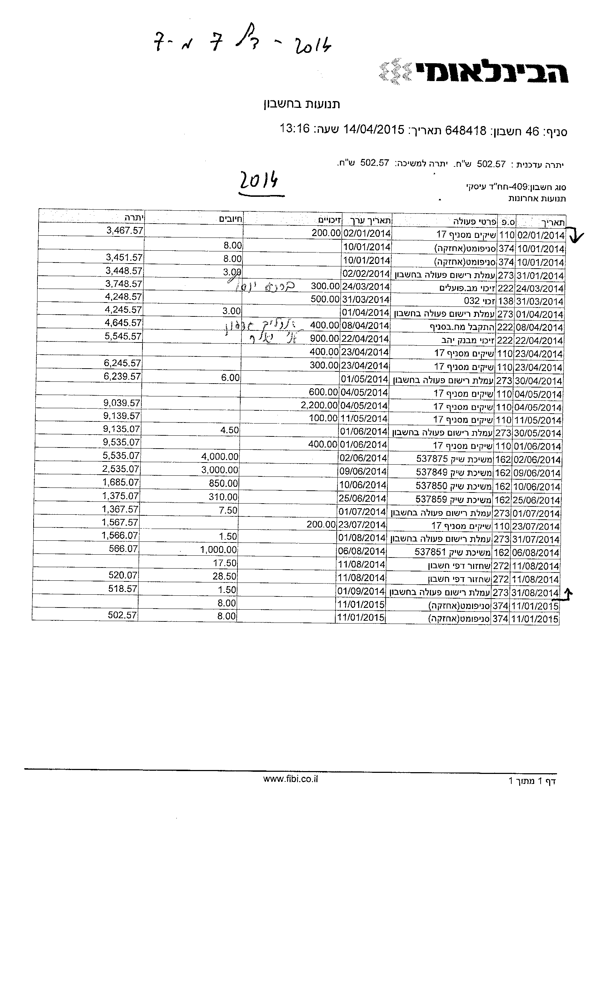 2014 - דף 7 מ-7
הבינלאומי
תנועות בחשבון
סניף: 46 חשבון: 648418 תאריך: 14/04/2015 שעה: 13:16
יתרה עדכנית : 502.57 ש"ח. יתרה למשיכה: 502.57 ש"ח.
2014
סוג חשבון:409-חח"ד עיסקי
תנועות אחרונות
תאריך ס.פ פרטי פעולה תאריך ערך זיכויים חיובים יתרה
02/01/2014 110 שיקים מסניף 17 02/01/2014 200.00 3,467.57
10/01/2014 374 סניפומט(אחזקה) 10/01/2014 8.00
10/01/2014 374 סניפומט(אחזקה) 10/01/2014 8.00 3,451.57
31/01/2014 273 עמלת רישום פעולה בחשבון 02/02/2014 3.00 3,448.57
24/03/2014 222 זיכוי מב.פועלים 24/03/2014 300.00 3,748.57
31/03/2014 138 זכוי 032 31/03/2014 500.00 4,248.57
01/04/2014 273 עמלת רישום פעולה בחשבון 01/04/2014 3.00 4,245.57
08/04/2014 222 התקבל מח.בסניף 08/04/2014 400.00 4,645.57
22/04/2014 222 זיכוי מבנק יהב 22/04/2014 900.00 5,545.57
23/04/2014 110 שיקים מסניף 17 23/04/2014 400.00
23/04/2014 110 שיקים מסניף 17 23/04/2014 300.00 6,245.57
30/04/2014 273 עמלת רישום פעולה בחשבון 01/05/2014 6.00 6,239.57
04/05/2014 110 שיקים מסניף 17 04/05/2014 600.00
04/05/2014 110 שיקים מסניף 17 04/05/2014 2,200.00 9,039.57
11/05/2014 110 שיקים מסניף 17 11/05/2014 100.00 9,139.57
30/05/2014 273 עמלת רישום פעולה בחשבון 01/06/2014 4.50 9,135.07
01/06/2014 110 שיקים מסניף 17 01/06/2014 400.00 9,535.07
02/06/2014 162 משיכת שיק 537875 02/06/2014 4,000.00 5,535.07
09/06/2014 162 משיכת שיק 537849 09/06/2014 3,000.00 2,535.07
10/06/2014 162 משיכת שיק 537850 10/06/2014 850.00 1,685.07
25/06/2014 162 משיכת שיק 537859 25/06/2014 310.00 1,375.07
01/07/2014 273 עמלת רישום פעולה בחשבון 01/07/2014 7.50 1,367.57
23/07/2014 110 שיקים מסניף 17 23/07/2014 200.00 1,567.57
31/07/2014 273 עמלת רישום פעולה בחשבון 01/08/2014 1.50 1,566.07
06/08/2014 162 משיכת שיק 537851 06/08/2014 1,000.00 566.07
11/08/2014 272 שחזור דפי חשבון 11/08/2014 17.50
11/08/2014 272 שחזור דפי חשבון 11/08/2014 28.50 520.07
31/08/2014 273 עמלת רישום פעולה בחשבון 01/09/2014 1.50 518.57
11/01/2015 374 סניפומט(אחזקה) 11/01/2015 8.00
11/01/2015 374 סניפומט(אחזקה) 11/01/2015 8.00 502.57
www.fibi.co.il
דף 1 מתוך 1